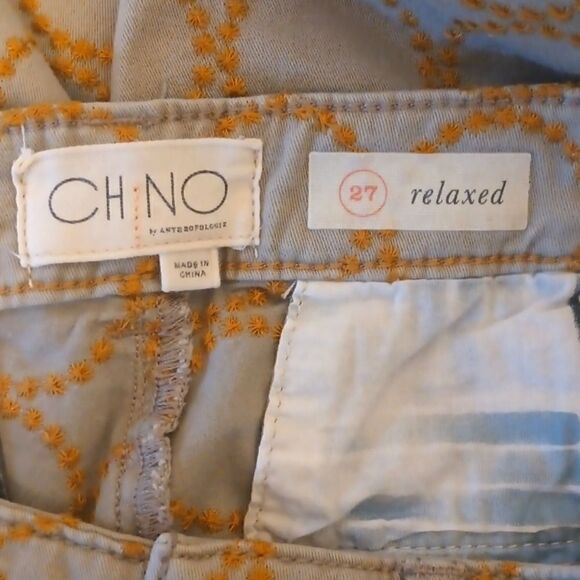 CHINO
by ANTHROPOLOGIE
MADE IN
CHINA
27 relaxed